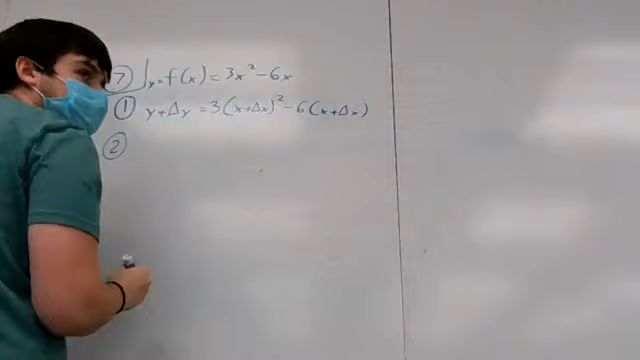 ⑦ y = f(x) = 3x² - 6x
① y + Δy = 3(x+Δx)² - 6(x+Δx)
②